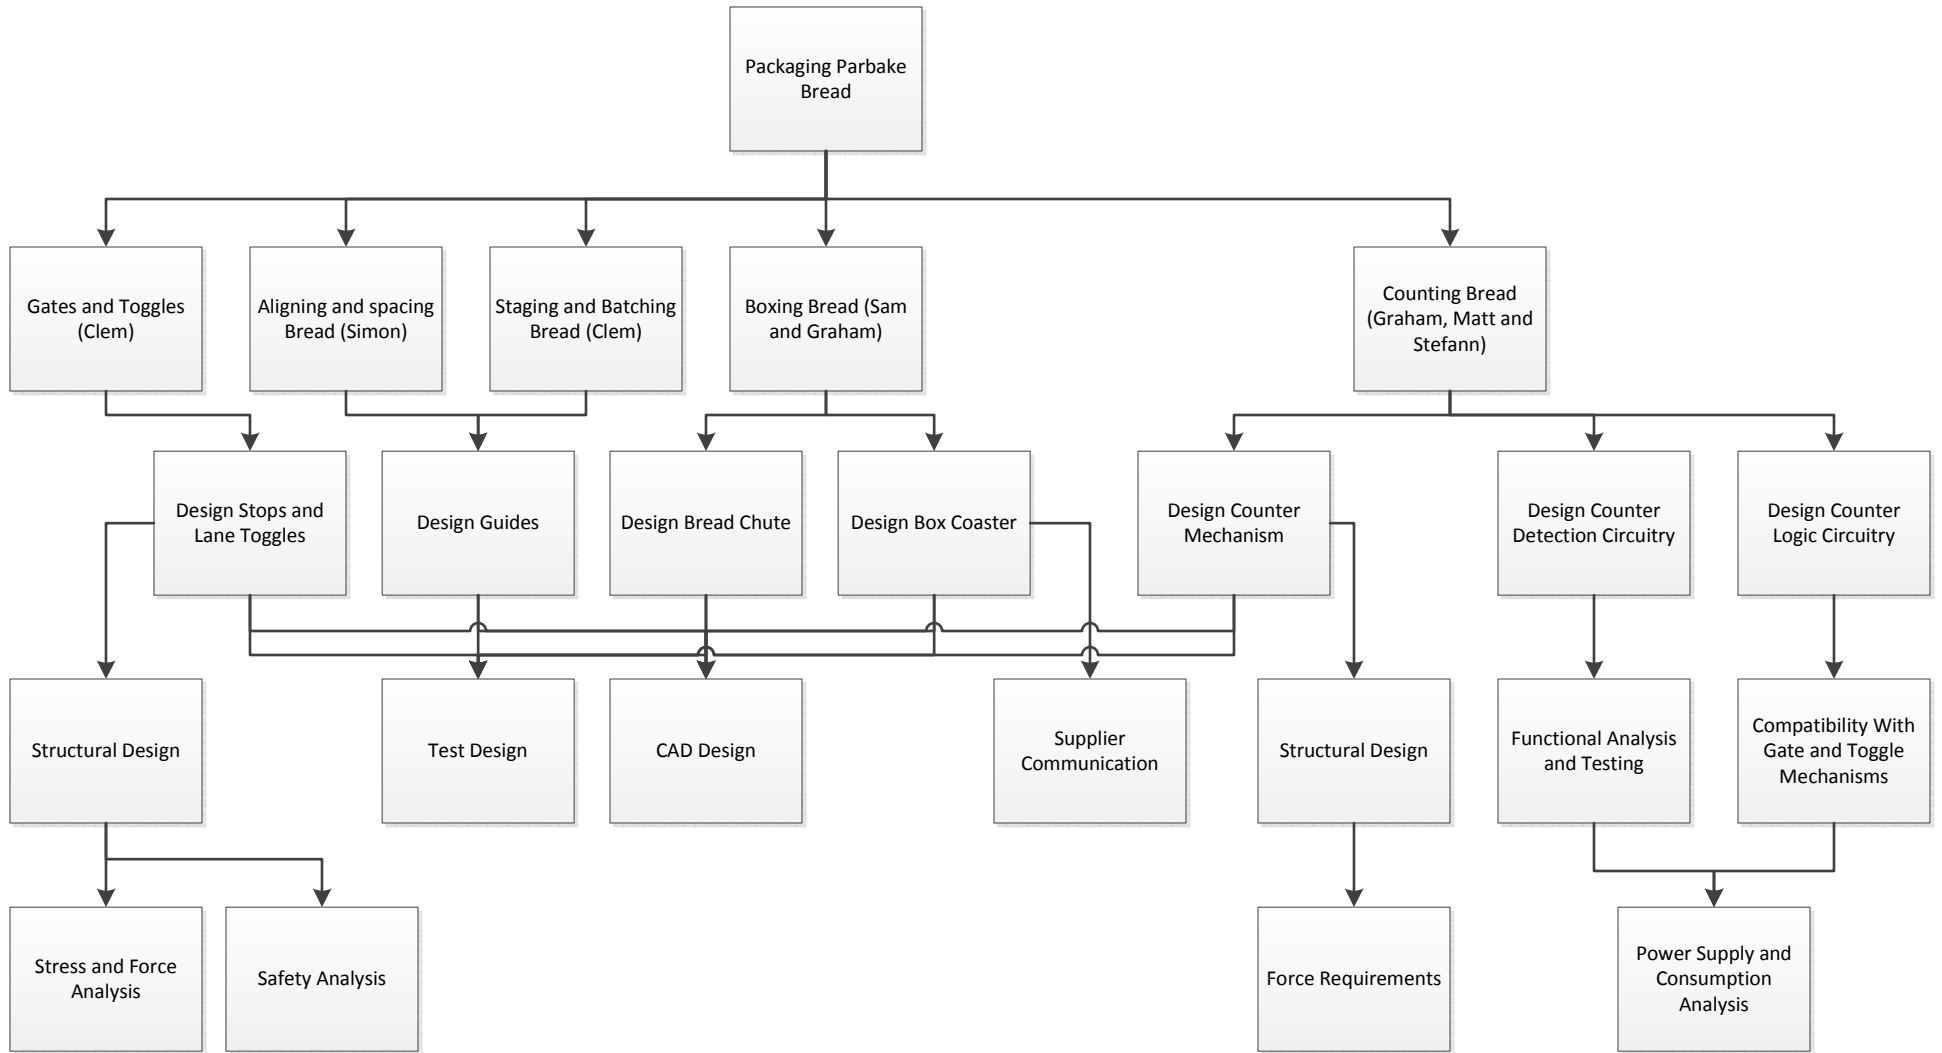 Packaging Parbake
Bread
Gates and Toggles
(Clem)
Aligning and spacing
Bread (Simon)
Staging and Batching
Bread (Clem)
Boxing Bread (Sam
and Graham)
Counting Bread
(Graham, Matt and
Stefann)
Design Stops and
Lane Toggles
Design Guides
Design Bread Chute
Design Box Coaster
Design Counter
Mechanism
Design Counter
Detection Circuitry
Design Counter
Logic Circuitry
Structural Design
Test Design
CAD Design
Supplier
Communication
Structural Design
Functional Analysis
and Testing
Compatibility With
Gate and Toggle
Mechanisms
Stress and Force
Analysis
Safety Analysis
Force Requirements
Power Supply and
Consumption
Analysis